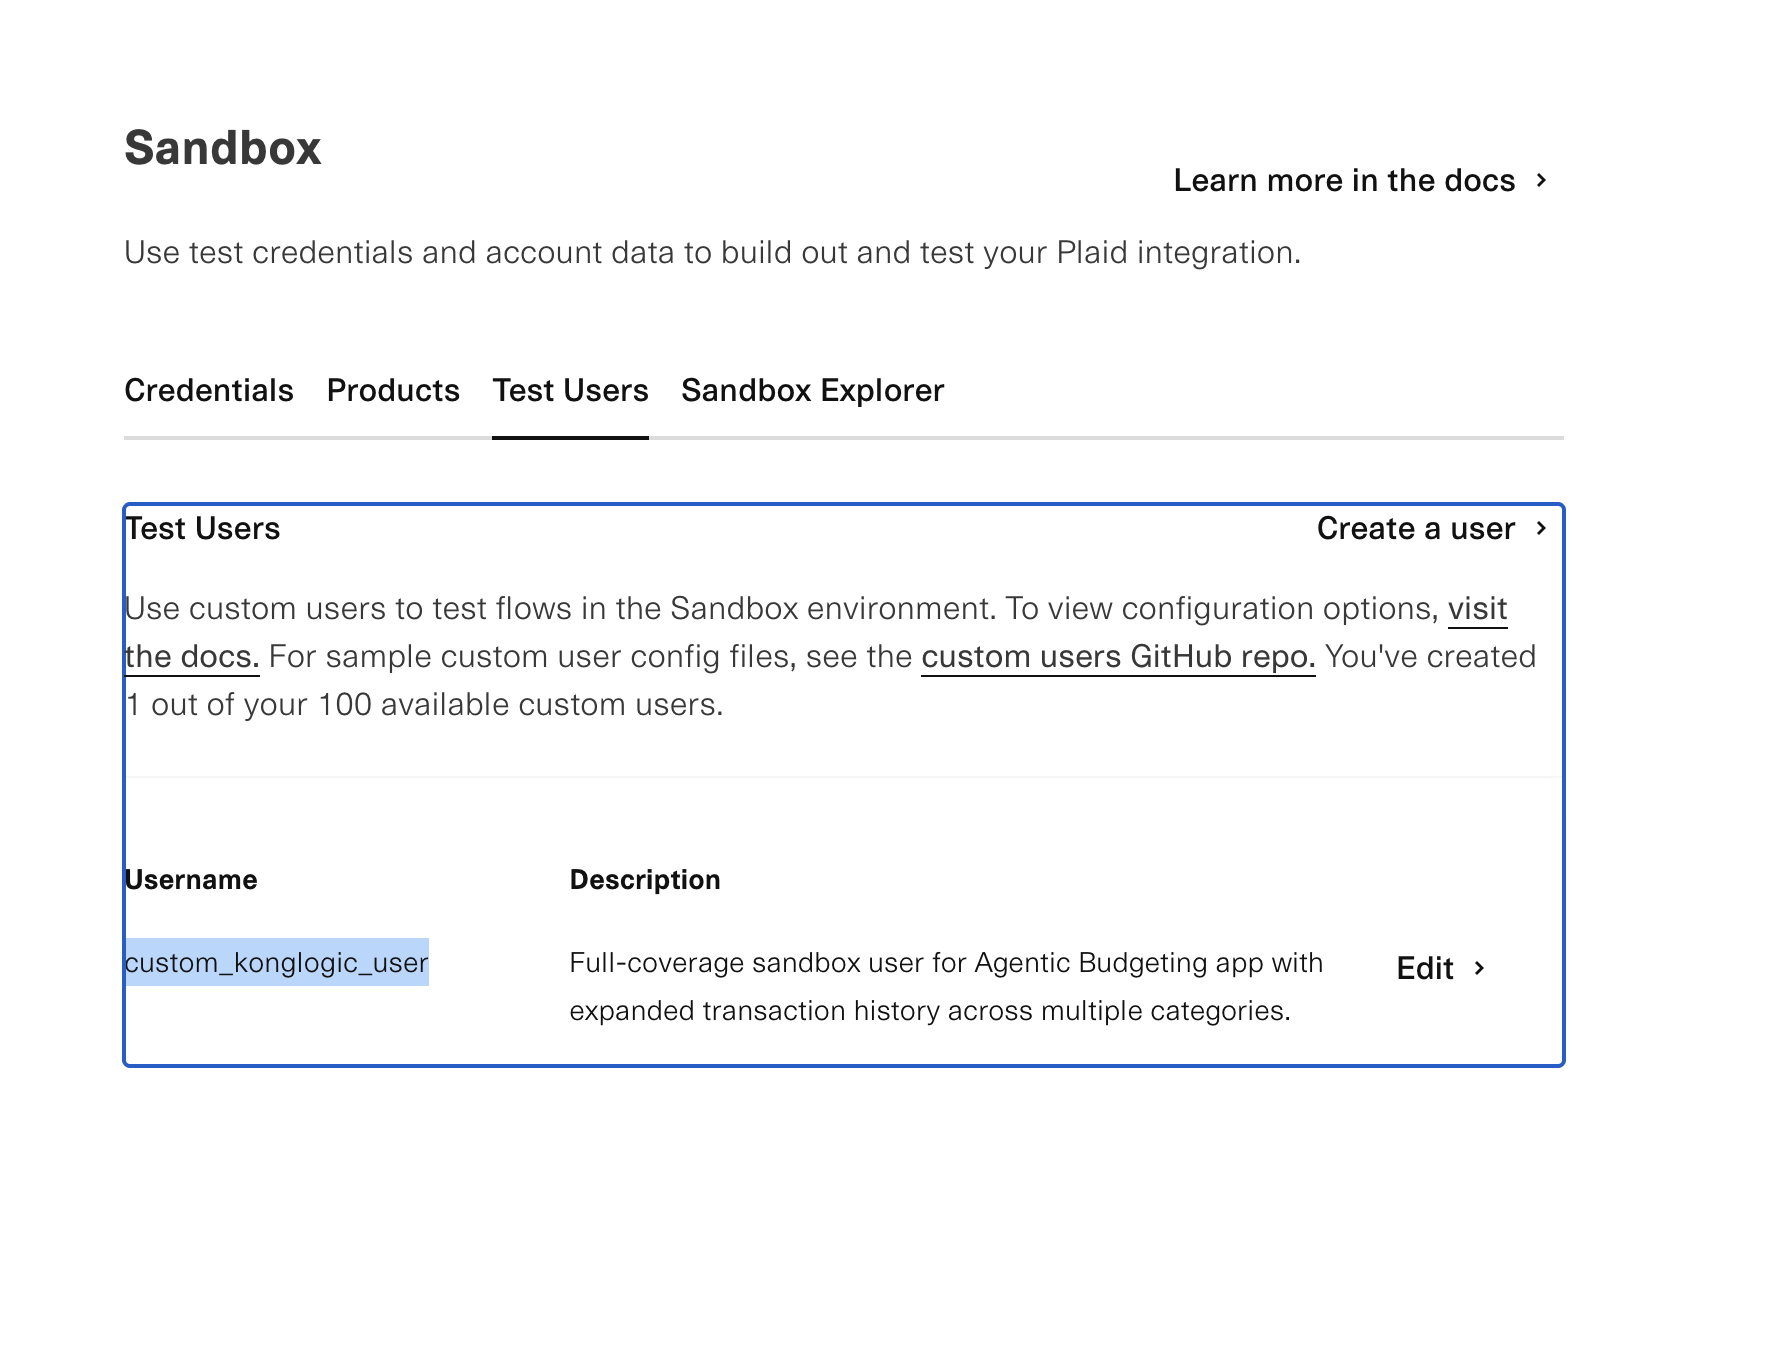 Sandbox
Learn more in the docs
Use test credentials and account data to build out and test your Plaid integration.
Credentials Products Test Users Sandbox Explorer
Test Users
Create a user
Use custom users to test flows in the Sandbox environment. To view configuration options, visit
the docs. For sample custom user config files, see the custom users GitHub repo. You've created
1 out of your 100 available custom users.
Username
Description
custom_konglogic_user
Full-coverage sandbox user for Agentic Budgeting app with
expanded transaction history across multiple categories.
Edit